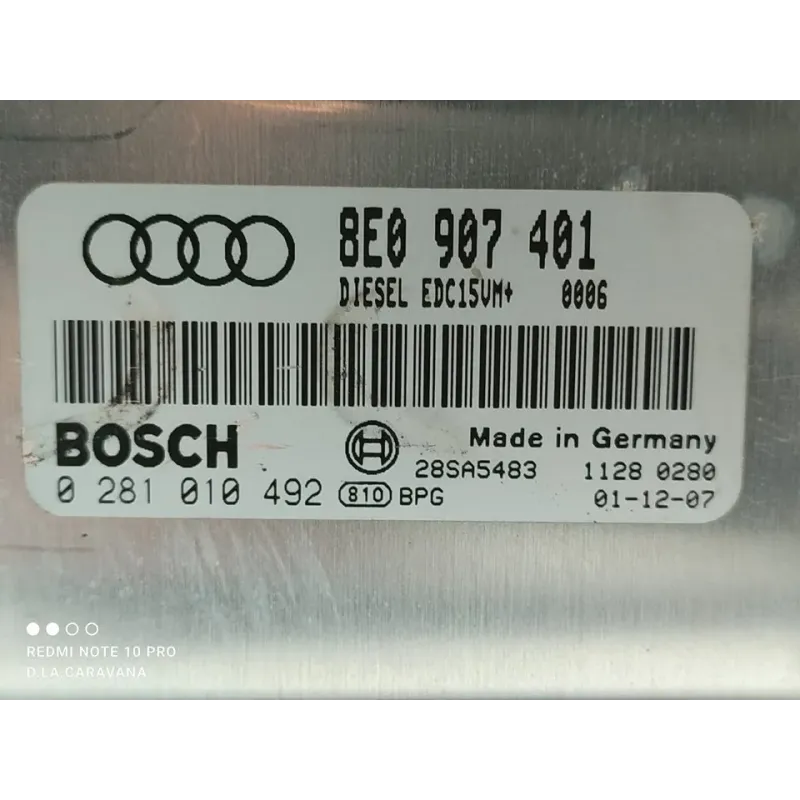 8E0 907 401
DIESEL EDC15VM+ 0006
BOSCH
Made in Germany
28SA5483 1128 0280
0 281 010 492 810 BPG 01-12-07
REDMI NOTE 10 PRO
D.LA CARAVANA